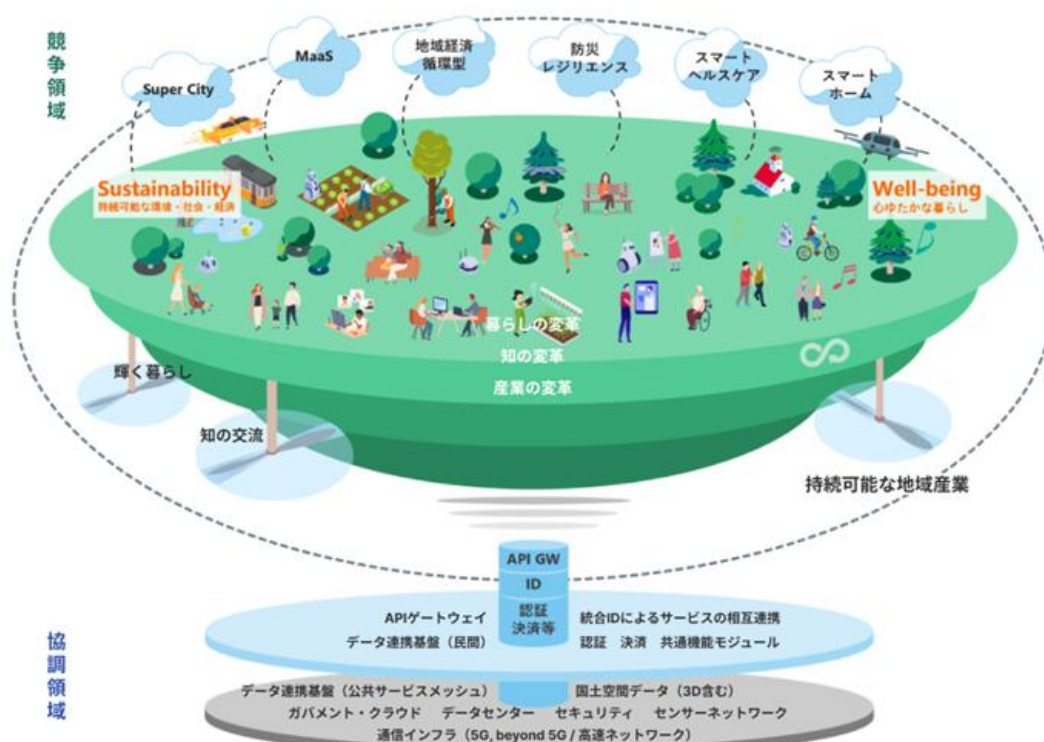 競争領域
Super City
MaaS
地域経済
循環型
防災
レジリエンス
スマート
ヘルスケア
スマート
ホーム
Sustainability
持続可能な環境・社会・経済
Well-being
心ゆたかな暮らし
暮らしの変革
知の変革
産業の変革
輝く暮らし
知の交流
持続可能な地域産業
協調領域
API GW
ID
認証
決済等
APIゲートウェイ
統合IDによるサービスの相互連携
データ連携基盤（民間）
認証　決済　共通機能モジュール
データ連携基盤（公共サービスメッシュ）
国土空間データ（3D含む）
ガバメント・クラウド　データセンター　セキュリティ　センサーネットワーク
通信インフラ（5G, beyond 5G / 高速ネットワーク）